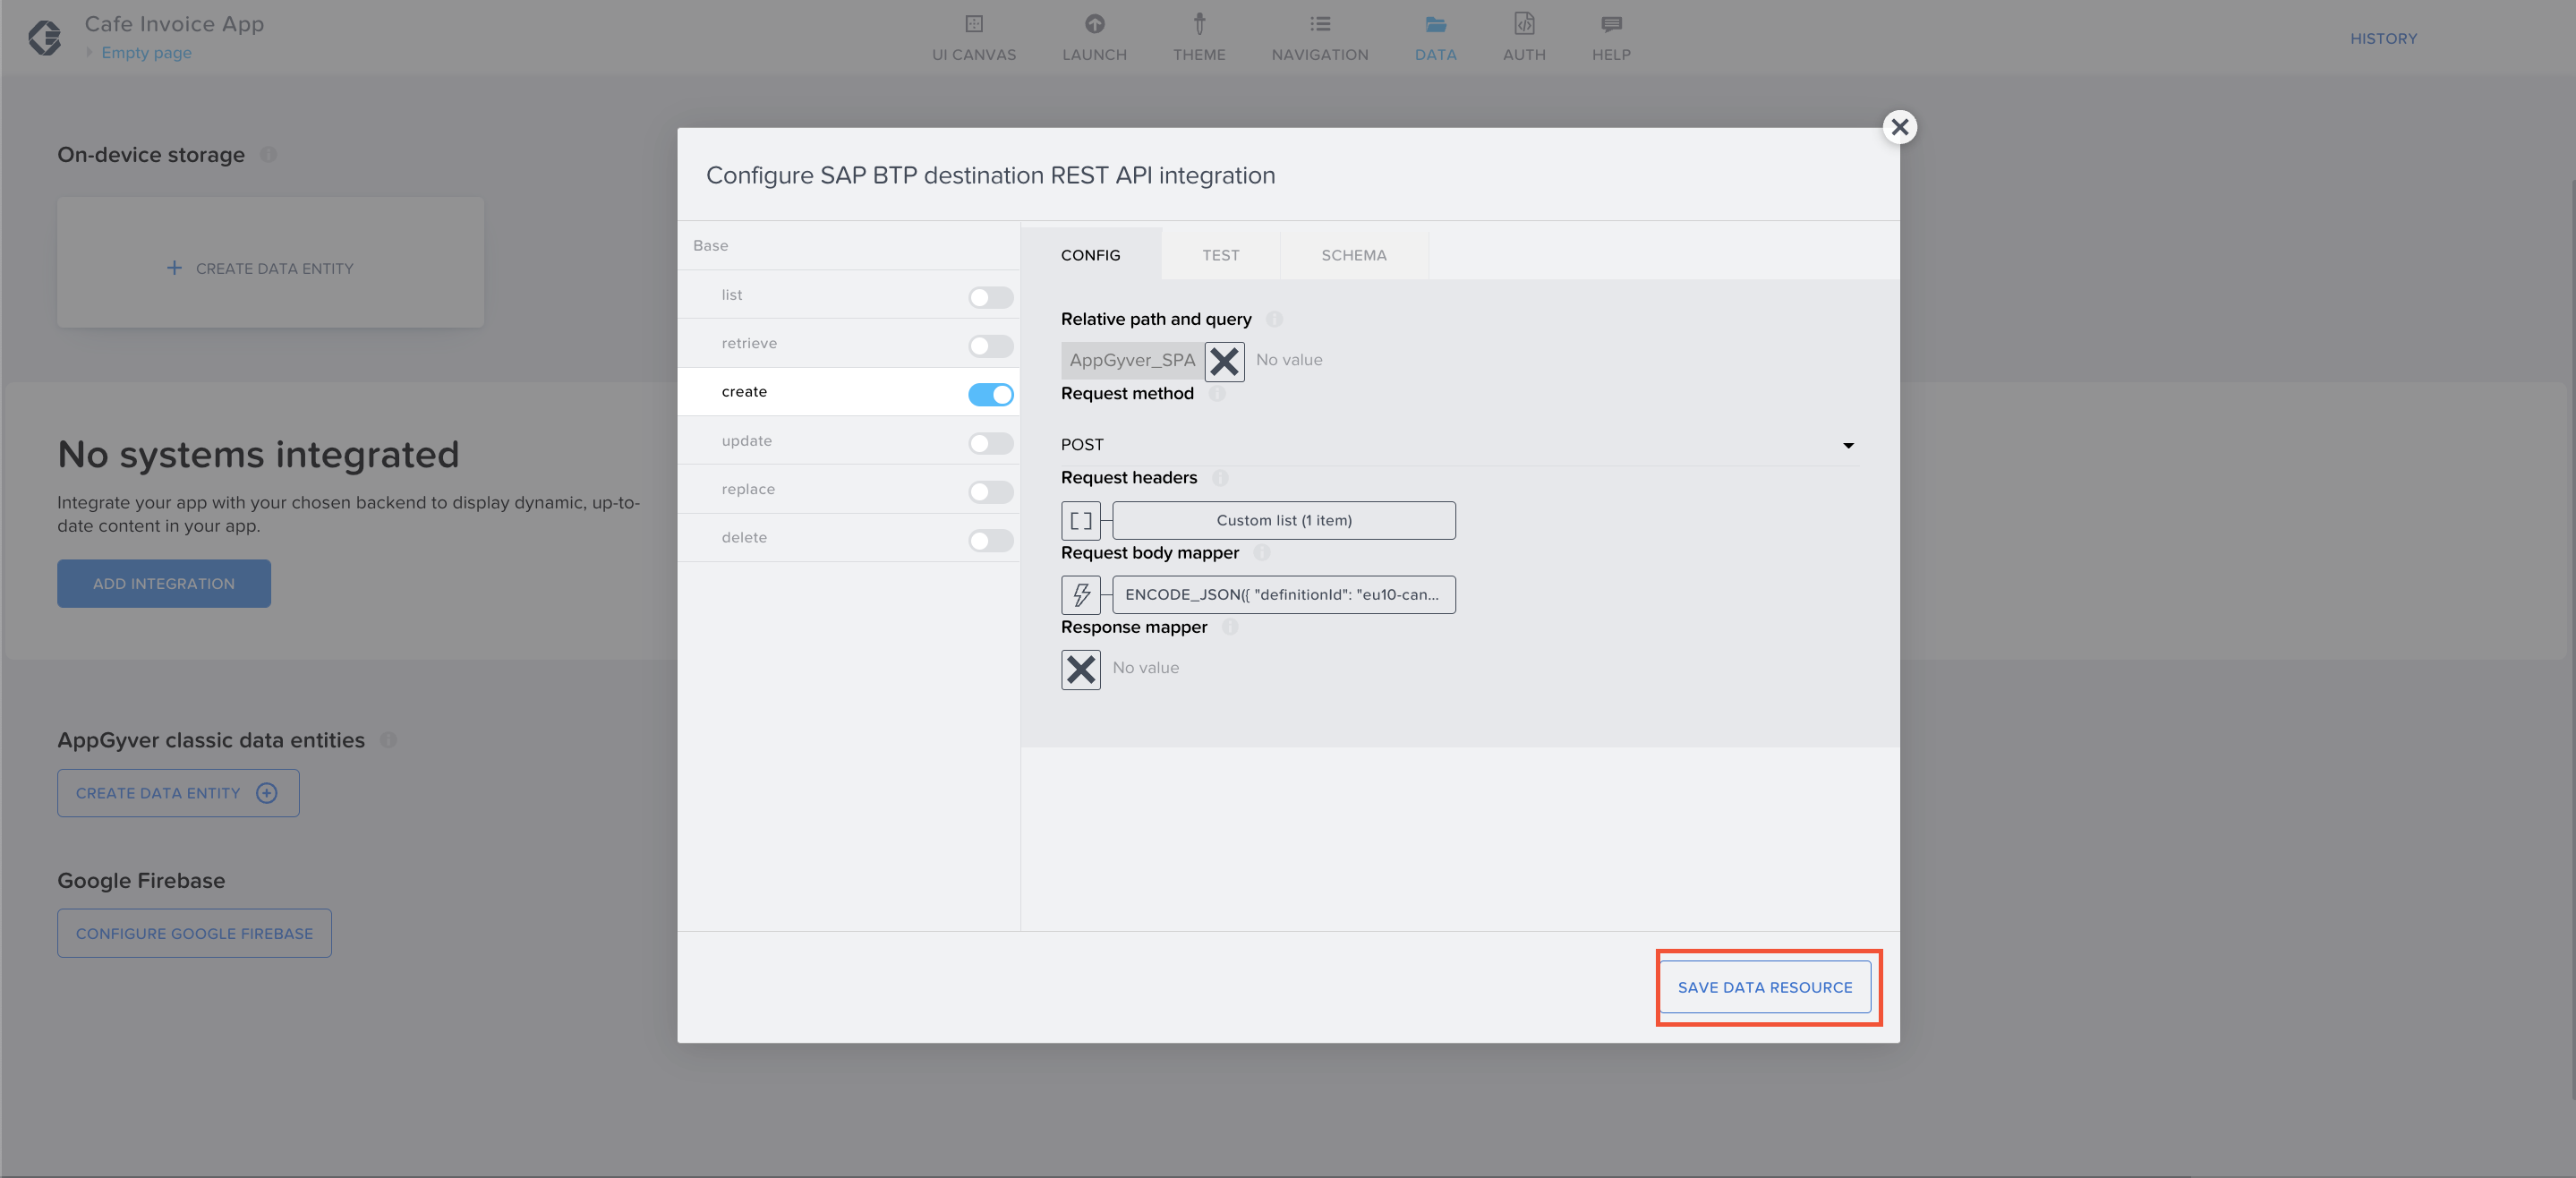 Cafe Invoice App
Empty page
UI CANVAS
LAUNCH
THEME
NAVIGATION
DATA
AUTH
HELP
HISTORY
On-device storage
CREATE DATA ENTITY
No systems integrated
Integrate your app with your chosen backend to display dynamic, up-to-
date content in your app.
ADD INTEGRATION
AppGyver classic data entities
CREATE DATA ENTITY
Google Firebase
CONFIGURE GOOGLE FIREBASE
Configure SAP BTP destination REST API integration
Base
list
retrieve
create
update
replace
delete
CONFIG
TEST
SCHEMA
Relative path and query
AppGyver_SPA
No value
Request method
POST
Request headers
Custom list (1 item)
Request body mapper
ENCODE_JSON({ "definitionId": "eu10-can...
Response mapper
No value
SAVE DATA RESOURCE